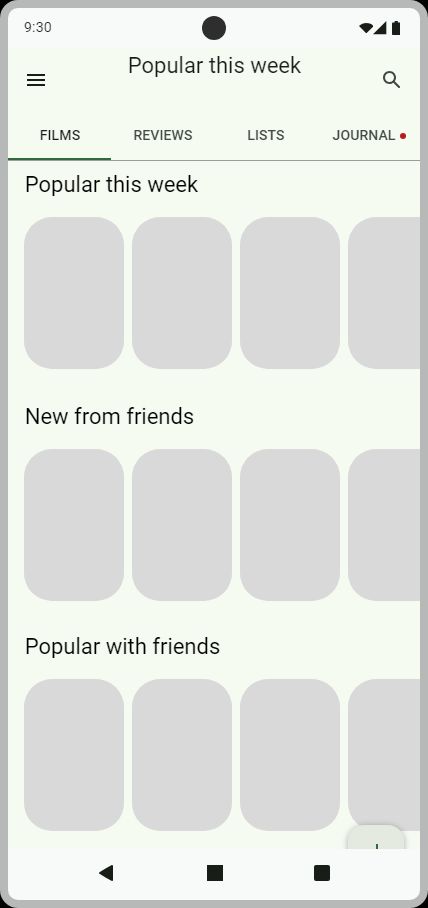 9:30
Popular this week
FILMS REVIEWS LISTS JOURNAL
Popular this week
New from friends
Popular with friends